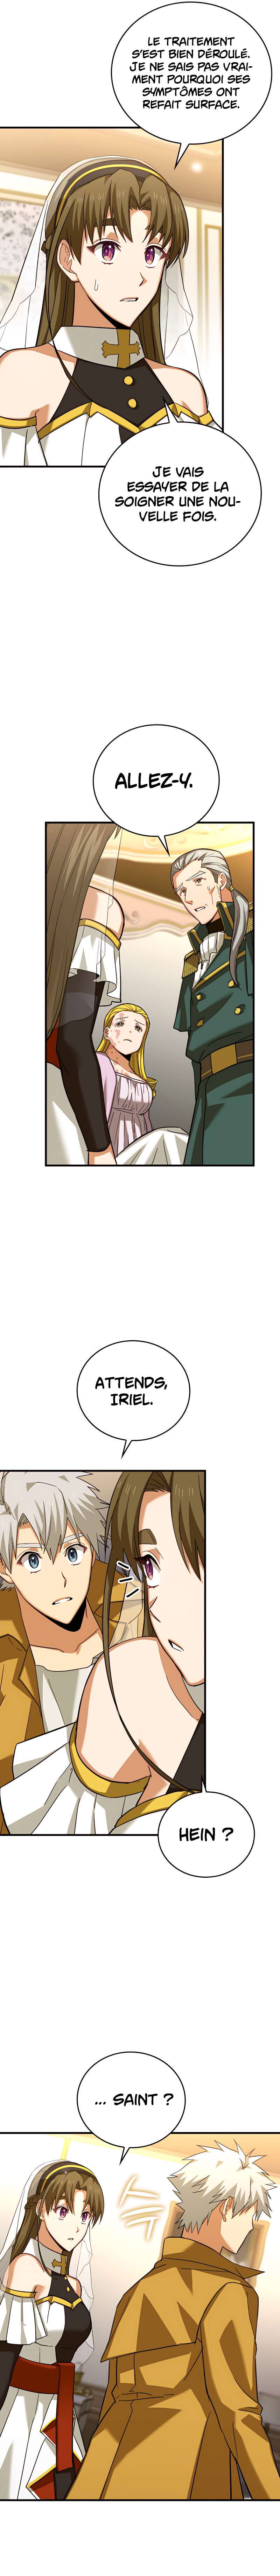 LE TRAITEMENT
S'EST BIEN DÉROULÉ.
JE NE SAIS PAS VRAI-
MENT POURQUOI SES
SYMPTÔMES ONT
REFAIT SURFACE.
JE VAIS
ESSAYER DE LA
SOIGNER UNE NOU-
VELLE FOIS.
ALLEZ-Y.
ATTENDS,
IRIEL.
HEIN ?
... SAINT ?